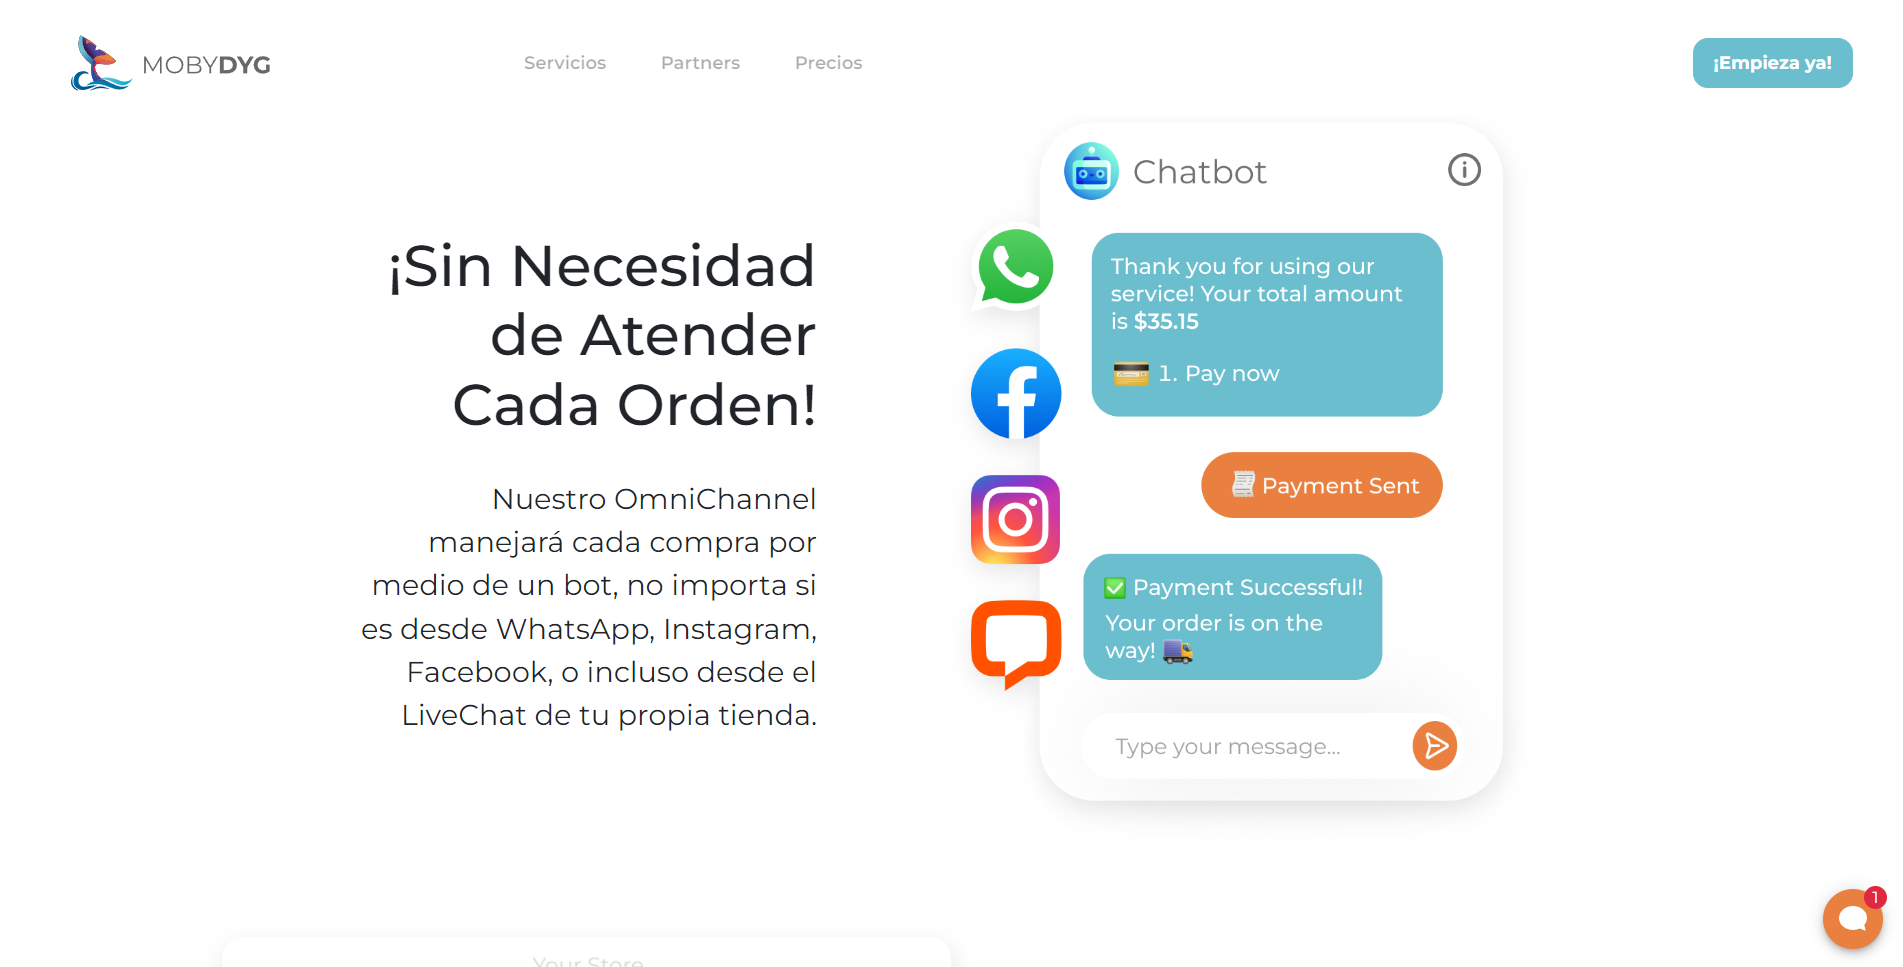 MOBYDYG
Servicios
Partners
Precios
¡Empieza ya!
¡Sin Necesidad
de Atender
Cada Orden!
Nuestro OmniChannel
manejará cada compra por
medio de un bot, no importa si
es desde WhatsApp, Instagram,
Facebook, o incluso desde el
LiveChat de tu propia tienda.
Chatbot
Thank you for using our
service! Your total amount
is $35.15
1. Pay now
Payment Sent
Payment Successful!
Your order is on the
way!
Type your message...
Your Store
1